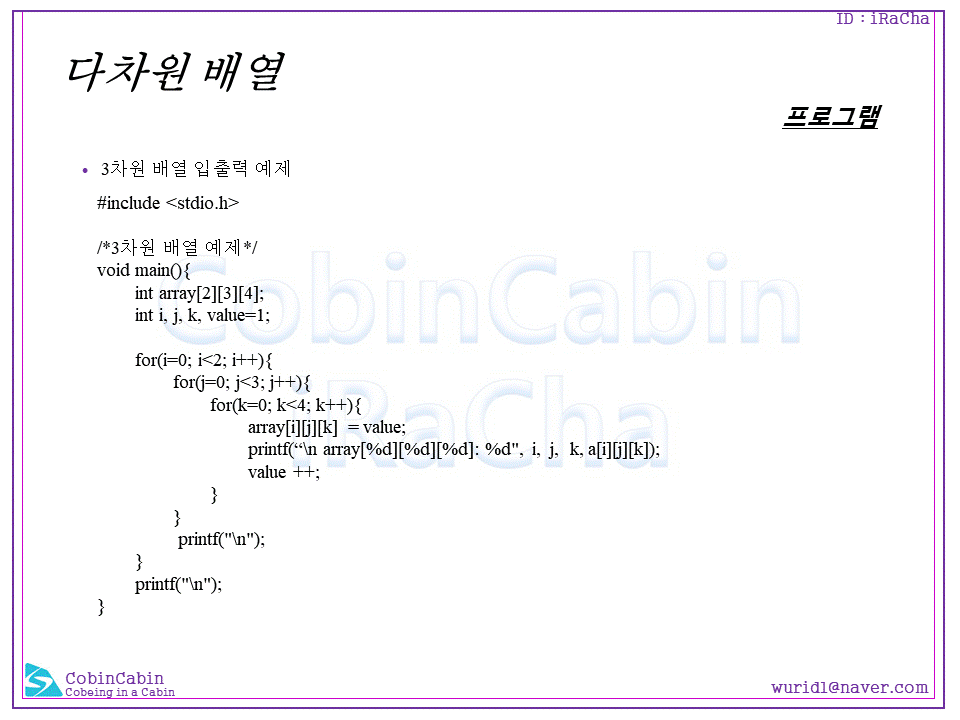 ID : iRaCha
다차원 배열
프로그램
• 3차원 배열 입출력 예제
#include <stdio.h>
/*3차원 배열 예제*/
void main(){
int array[2][3][4];
int i, j, k, value=1;
for(i=0; i<2; i++){
for(j=0; j<3; j++){
for(k=0; k<4; k++){
array[i][j][k] = value;
printf(“\n array[%d][%d][%d]: %d", i, j, k, a[i][j][k]);
value ++;
}
}
printf("\n");
}
printf("\n");
}
CobinCabin
iRaCha
CobinCabin
Cobeing in a Cabin
wurid1@naver.com